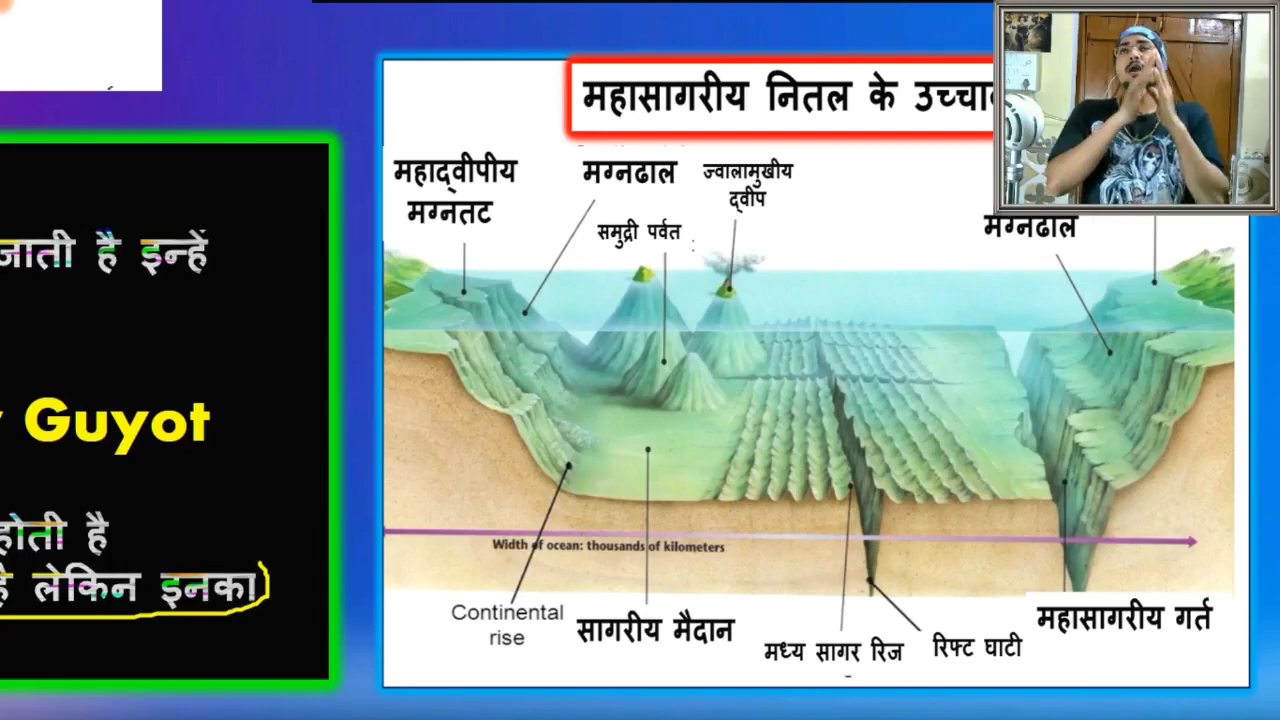 महासागरीय नितल के
जाती है इन्हें
Guyot
होती है
लेकिन इनका
महाद्वीपीय
मग्नतट
मग्नढाल
ज्वालामुखीय
द्वीप
समुद्री पर्वत :
मग्नढाल
Width of ocean: thousands of kilometers
Continental
rise
सागरीय मैदान
मध्य सागर रिज
रिफ्ट घाटी
महासागरीय गर्त